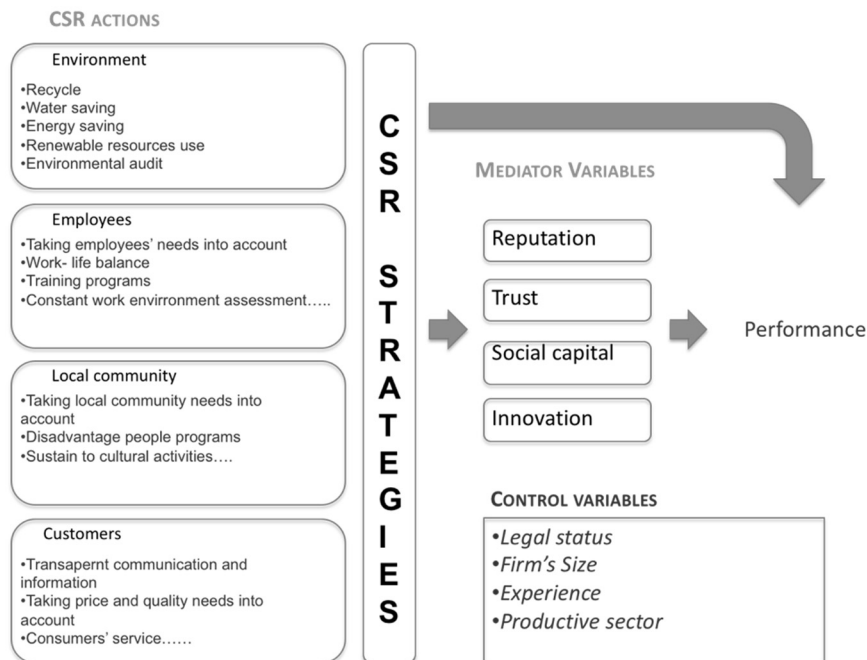 CSR ACTIONS
Environment
•Recycle
•Water saving
•Energy saving
•Renewable resources use
•Environmental audit
Employees
•Taking employees' needs into account
•Work- life balance
•Training programs
•Constant work envirronment assessment…..
Local community
•Taking local community needs into
account
•Disadvantage people programs
•Sustain to cultural activities….
Customers
•Transapernt communication and
information
•Taking price and quality needs into
account
•Consumers' service……
C
S
R
S
T
R
A
T
E
G
I
E
S
MEDIATOR VARIABLES
Reputation
Trust
Social capital
Innovation
Performance
CONTROL VARIABLES
•Legal status
•Firm's Size
•Experience
•Productive sector